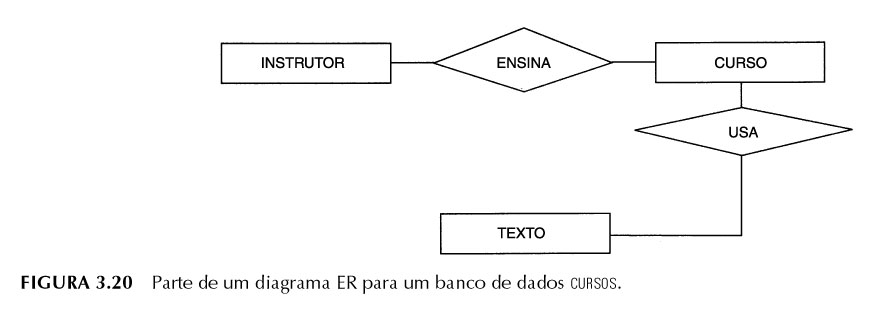 INSTRUTOR ENSINA CURSO
USA
TEXTO
FIGURA 3.20 Parte de um diagrama ER para um banco de dados CURSOS.